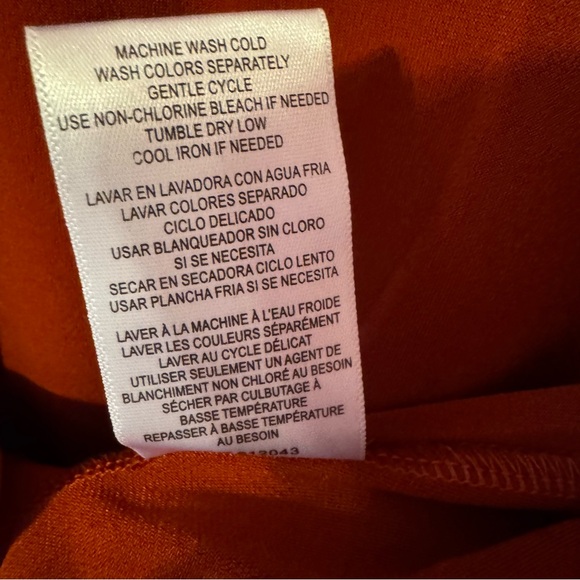 MACHINE WASH COLD
WASH COLORS SEPARATELY
GENTLE CYCLE
USE NON-CHLORINE BLEACH IF NEEDED
TUMBLE DRY LOW
COOL IRON IF NEEDED
LAVAR EN LAVADORA CON AGUA FRIA
LAVAR COLORES SEPARADO
CICLO DELICADO
USAR BLANQUEADOR SIN CLORO
SI SE NECESITA
SECAR EN SECADORA CICLO LENTO
USAR PLANCHA FRIA SI SE NECESITA
LAVER À LA MACHINE À L'EAU FROIDE
LAVER LES COULEURS SÉPARÉMENT
LAVER AU CYCLE DÉLICAT
UTILISER SEULEMENT UN AGENT DE
BLANCHIMENT NON CHLORÉ AU BESOIN
SÉCHER PAR CULBUTAGE À
BASSE TEMPÉRATURE
REPASSER À BASSE TEMPÉRATURE
AU BESOIN